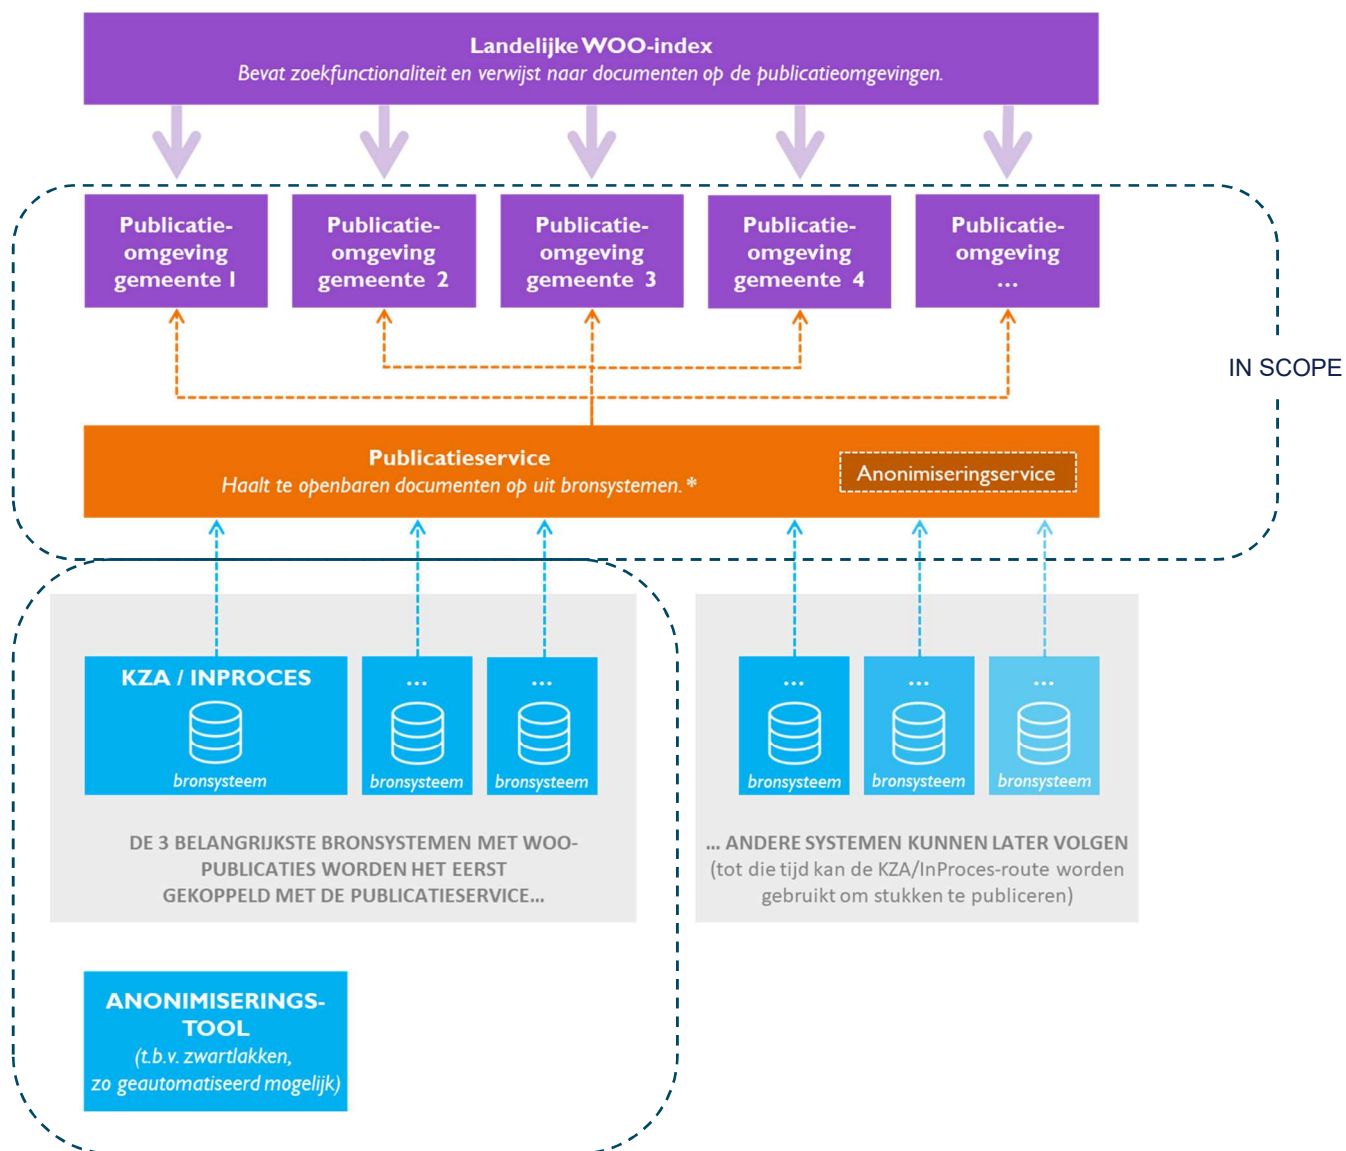 Landelijke WOO-index
Bevat zoekfunctionaliteit en verwijst naar documenten op de publicatieomgevingen.
Publicatie-
omgeving
gemeente 1
Publicatie-
omgeving
gemeente 2
Publicatie-
omgeving
gemeente 3
Publicatie-
omgeving
gemeente 4
Publicatie-
omgeving
...
IN SCOPE
Publicatieservice
Haalt te openbaren documenten op uit bronsystemen.*
Anonimiseringservice
KZA / INPROCES
bronsysteem
...
bronsysteem
...
bronsysteem
...
bronsysteem
...
bronsysteem
...
bronsysteem
DE 3 BELANGRIJKSTE BRONSYSTEMEN MET WOO-
PUBLICATIES WORDEN HET EERST
GEKOPPELD MET DE PUBLICATIESERVICE...
... ANDERE SYSTEMEN KUNNEN LATER VOLGEN
(tot die tijd kan de KZA/InProces-route worden
gebruikt om stukken te publiceren)
ANONIMISERINGS-
TOOL
(t.b.v. zwartlakken,
zo geautomatiseerd mogelijk)